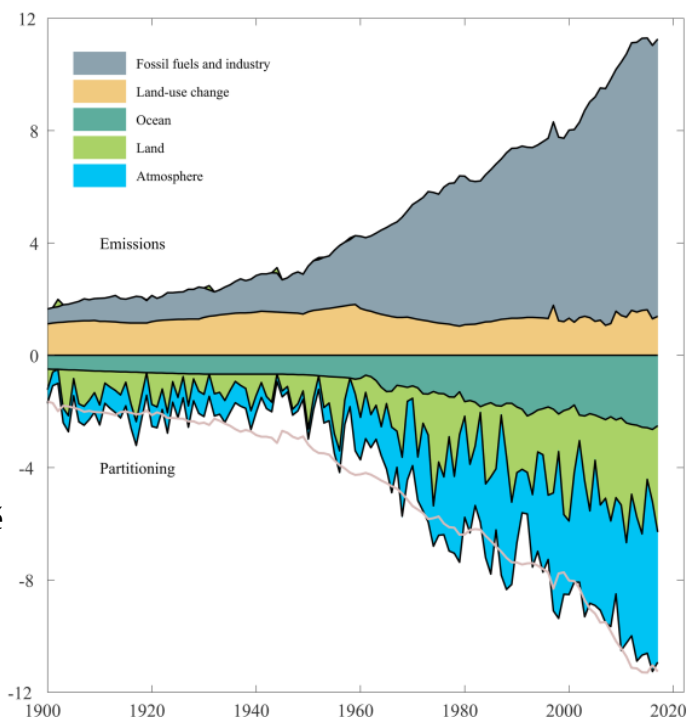 12
Fossil fuels and industry
Land-use change
8
Ocean
Land
Atmosphere
4
Emissions
0
-4
Partitioning
-8
-12
1900
1920
1940
1960
1980
2000
2020